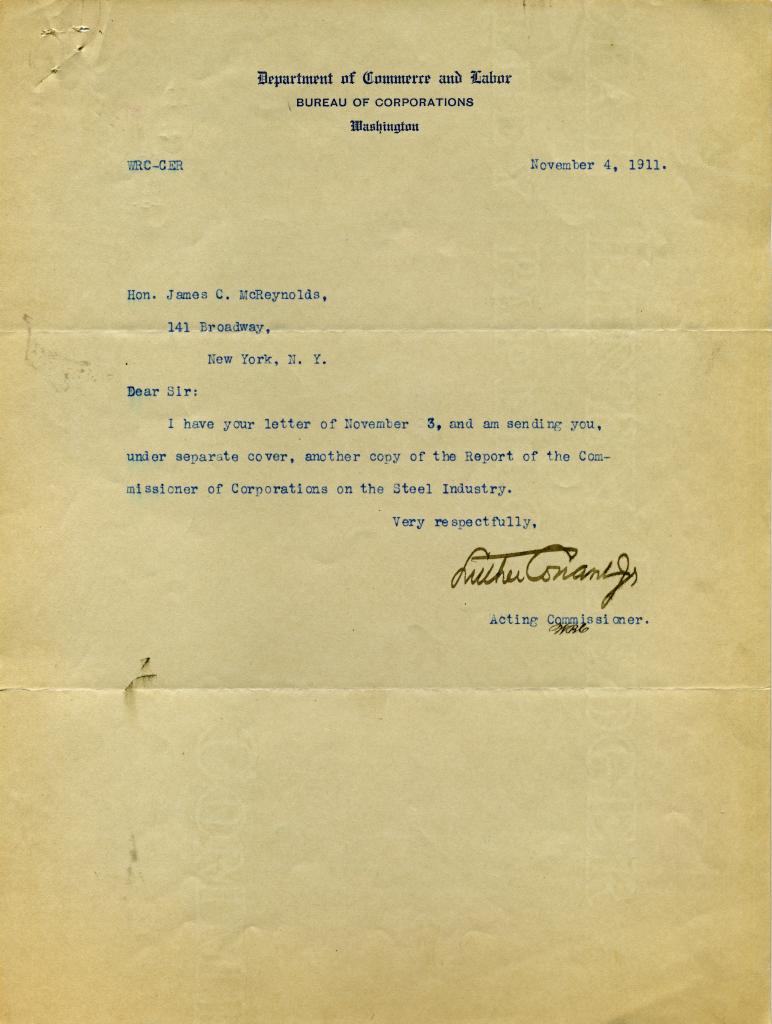 Department of Commerce and Labor
BUREAU OF CORPORATIONS
Washington
WRC-CER November 4, 1911.
Hon. James C. McReynolds,
141 Broadway,
New York, N. Y.
Dear Sir:
I have your letter of November 3, and am sending you,
under separate cover, another copy of the Report of the Com-
missioner of Corporations on the Steel Industry.
Very respectfully,
Luther Conant Jr
Acting Commissioner.
WRC